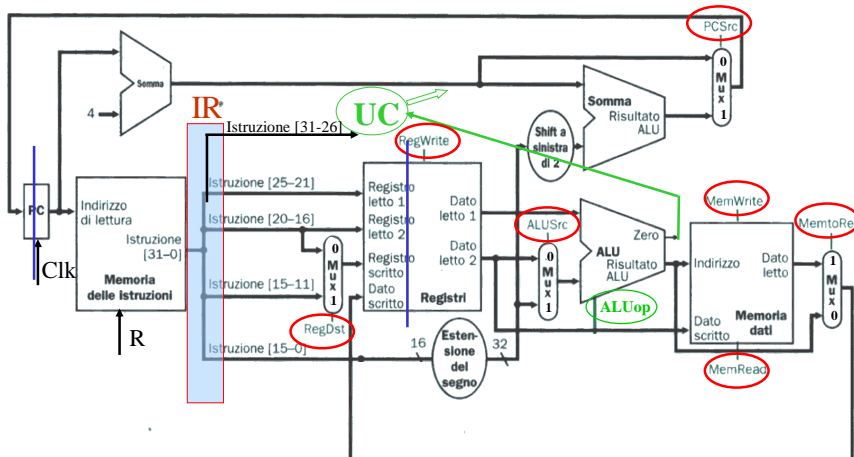 PCSrc
0
Mux
1
Somma
4
IR
UC
Istruzione [31-26]
Somma
Risultato
ALU
Shift a
sinistra
di 2
RegWrite
PC
Indirizzo
di lettura
Istruzione
[31–0]
Memoria
delle istruzioni
Clk
R
Istruzione [25–21]
Istruzione [20–16]
Istruzione [15–11]
Istruzione [15–0]
0
Mux
1
RegDst
Registro
letto 1
Registro
letto 2
Registro
scritto
Dato
scritto
Dato
letto 1
Dato
letto 2
Registri
16
Estensione
del
segno
32
ALUSrc
0
Mux
1
Zero
ALU
Risultato
ALU
ALUop
MemWrite
Indirizzo
Dato
letto
Dato
scritto
Memoria
dati
MemRead
MemtoRe
1
Mux
0